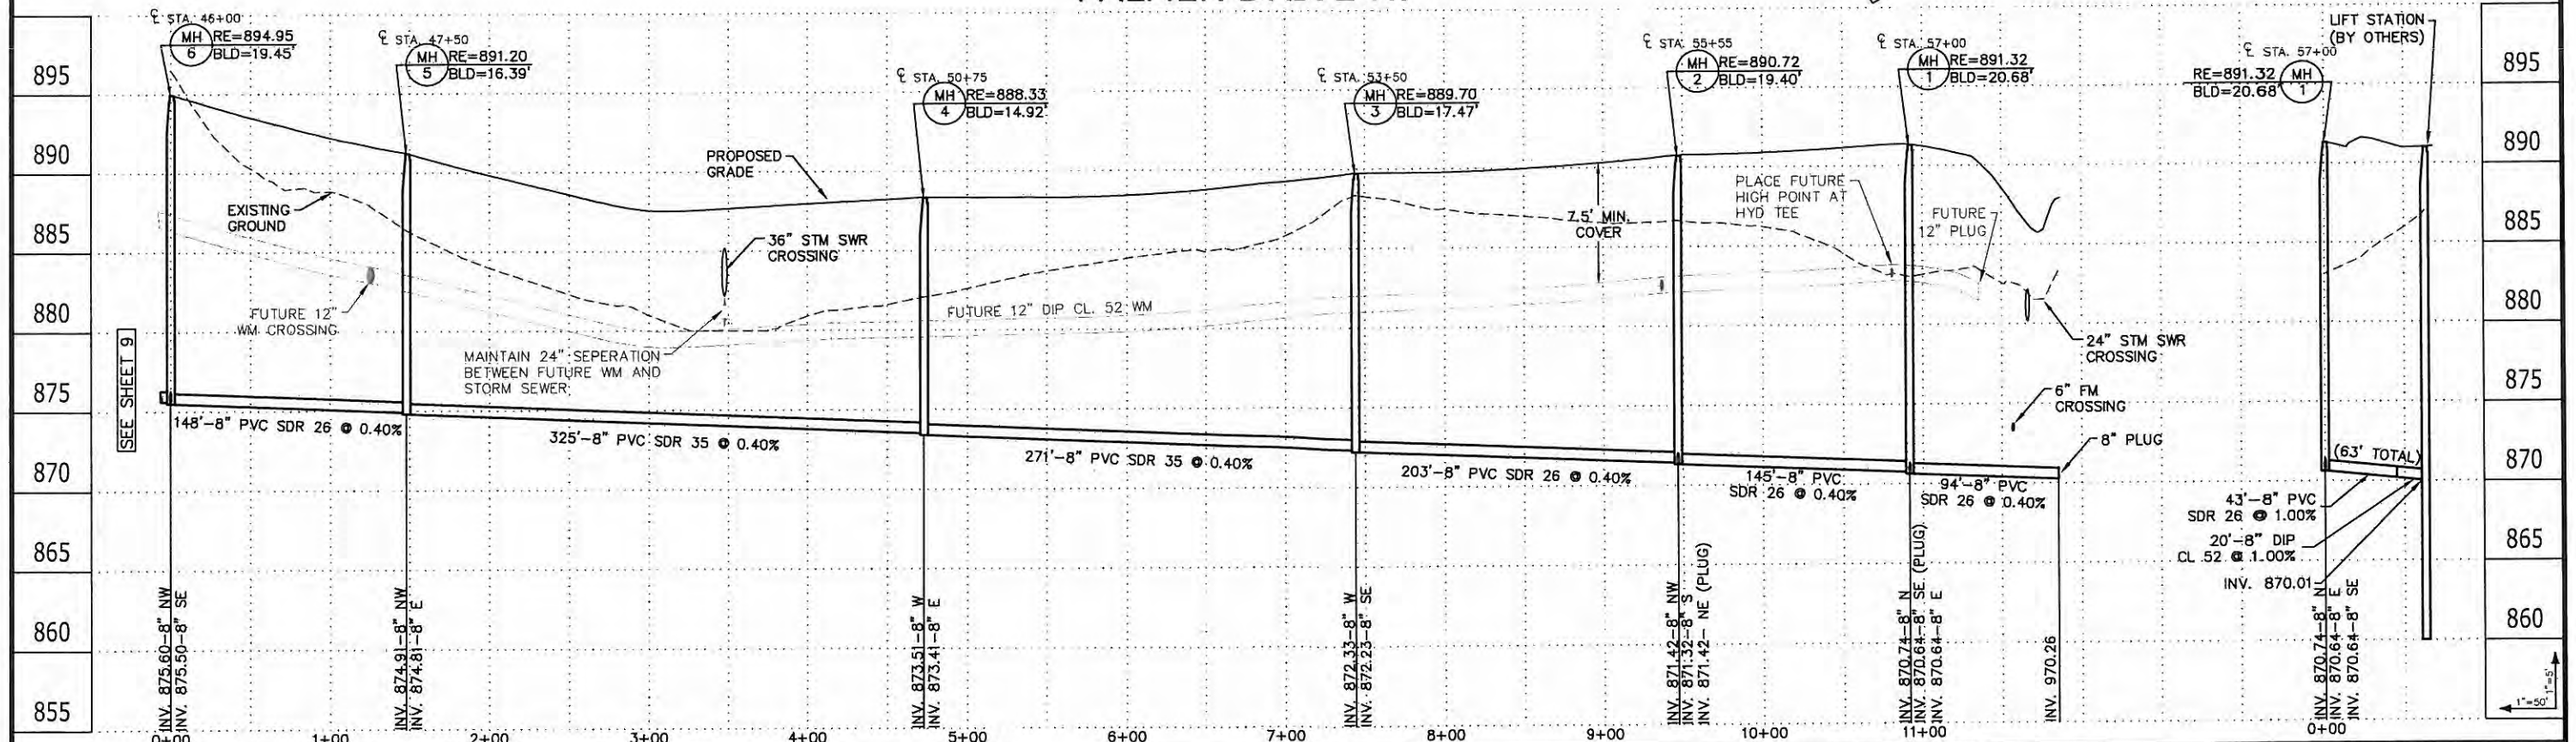 ℄ STA. 46+00
MH 6 RE=894.95
BLD=19.45'
℄ STA. 47+50
MH 5 RE=891.20
BLD=16.39'
℄ STA. 50+75
MH 4 RE=888.33
BLD=14.92'
℄ STA. 53+50
MH 3 RE=889.70
BLD=17.47'
℄ STA. 55+55
MH 2 RE=890.72
BLD=19.40'
℄ STA. 57+00
MH 1 RE=891.32
BLD=20.68'
℄ STA. 57+00
RE=891.32 MH 1
BLD=20.68'
LIFT STATION
(BY OTHERS)
895
890
885
880
875
870
865
860
855
895
890
885
880
875
870
865
860
SEE SHEET 9
EXISTING
GROUND
PROPOSED
GRADE
36" STM SWR
CROSSING
FUTURE 12"
WM CROSSING
MAINTAIN 24" SEPERATION
BETWEEN FUTURE WM AND
STORM SEWER
FUTURE 12" DIP CL. 52 WM
7.5' MIN.
COVER
PLACE FUTURE
HIGH POINT AT
HYD TEE
FUTURE
12" PLUG
24" STM SWR
CROSSING
6" FM
CROSSING
8" PLUG
148'-8" PVC SDR 26 @ 0.40%
325'-8" PVC SDR 35 @ 0.40%
271'-8" PVC SDR 35 @ 0.40%
203'-8" PVC SDR 26 @ 0.40%
145'-8" PVC
SDR 26 @ 0.40%
94'-8" PVC
SDR 26 @ 0.40%
(63' TOTAL)
43'-8" PVC
SDR 26 @ 1.00%
20'-8" DIP
CL 52 @ 1.00%
INV. 870.01
INV. 875.60-8" NW
INV. 875.50-8" SE
INV. 874.91-8" NW
INV. 874.81-8" E
INV. 873.51-8" W
INV. 873.41-8" E
INV. 872.33-8" W
INV. 872.23-8" SE
INV. 871.42-8" NW
INV. 871.32-8" S
INV. 871.42- NE (PLUG)
INV. 870.74-8" N
INV. 870.64-8" SE (PLUG)
INV. 870.64-8" E
INV. 970.26
INV. 870.74-8" N
INV. 870.64-8" E
INV. 870.64-8" SE
0+00
1+00
2+00
3+00
4+00
5+00
6+00
7+00
8+00
9+00
10+00
11+00
0+00
1"=5'
1"=50'